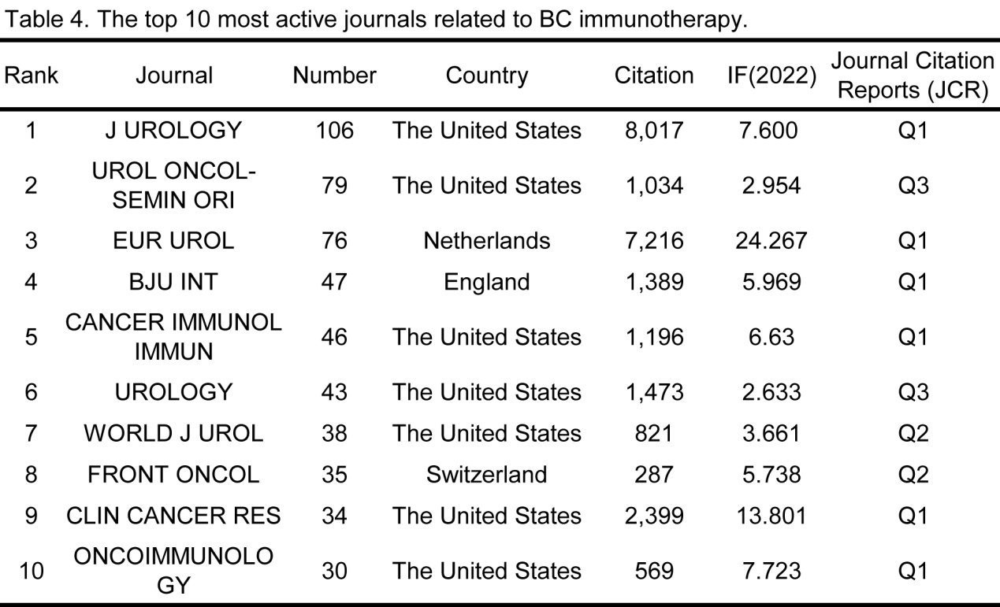 Table 4. The top 10 most active journals related to BC immunotherapy.
Rank Journal Number Country Citation IF(2022) Journal Citation Reports (JCR)
1 J UROLOGY 106 The United States 8,017 7.600 Q1
2 UROL ONCOL-SEMIN ORI 79 The United States 1,034 2.954 Q3
3 EUR UROL 76 Netherlands 7,216 24.267 Q1
4 BJU INT 47 England 1,389 5.969 Q1
5 CANCER IMMUNOL IMMUN 46 The United States 1,196 6.63 Q1
6 UROLOGY 43 The United States 1,473 2.633 Q3
7 WORLD J UROL 38 The United States 821 3.661 Q2
8 FRONT ONCOL 35 Switzerland 287 5.738 Q2
9 CLIN CANCER RES 34 The United States 2,399 13.801 Q1
10 ONCOIMMUNOLOGY 30 The United States 569 7.723 Q1